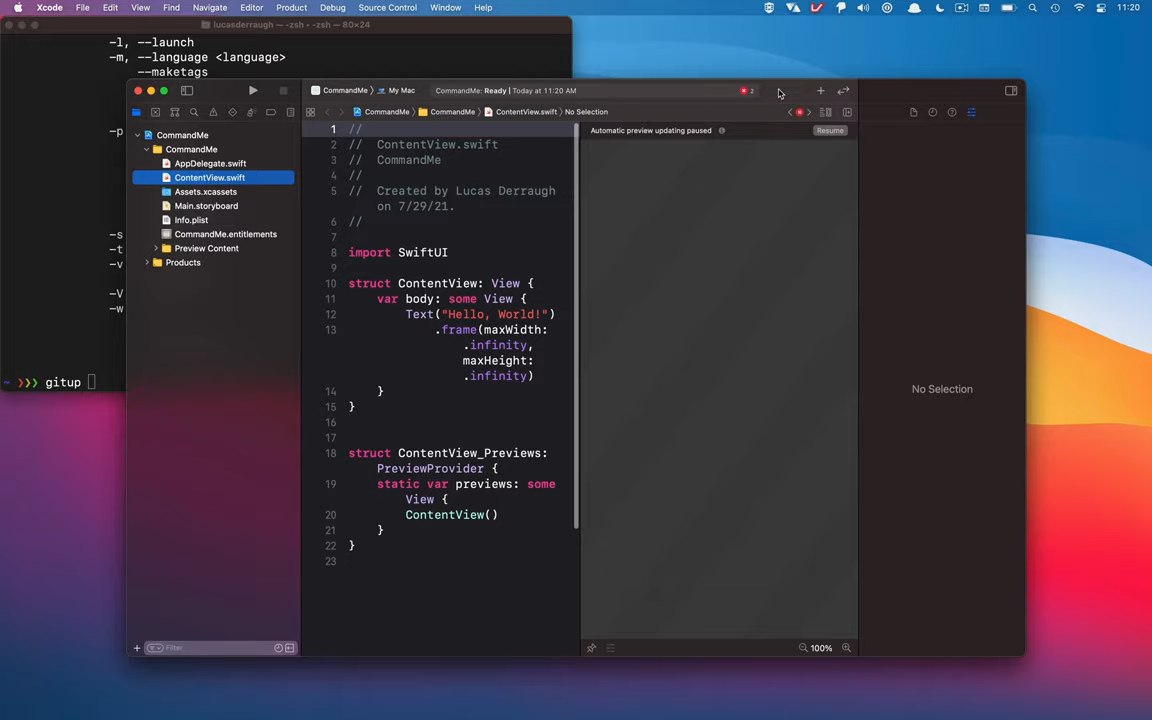 Xcode File Edit View Find Navigate Editor Product Debug Source Control Window Help 11:20
lucasderraugh — -zsh • -zsh — 80×24
-l, --launch
-m, --language <language>
--maketags
-p
-s
-t
-v
-V
-w
~ ❯❯❯ gitup
CommandMe 〉 My Mac
CommandMe: Ready | Today at 11:20 AM
2
CommandMe 〉 CommandMe 〉 ContentView.swift 〉 No Selection
CommandMe
CommandMe
AppDelegate.swift
ContentView.swift
Assets.xcassets
Main.storyboard
Info.plist
CommandMe.entitlements
Preview Content
Products
Filter
1 //
2 // ContentView.swift
3 // CommandMe
4 //
5 // Created by Lucas Derraugh
on 7/29/21.
6 //
7
8 import SwiftUI
9
10 struct ContentView: View {
11 var body: some View {
12 Text("Hello, World!")
13 .frame(maxWidth:
.infinity,
maxHeight:
.infinity)
14 }
15 }
16
17
18 struct ContentView_Previews:
PreviewProvider {
19 static var previews: some
View {
20 ContentView()
21 }
22 }
23
Automatic preview updating paused
Resume
100%
No Selection